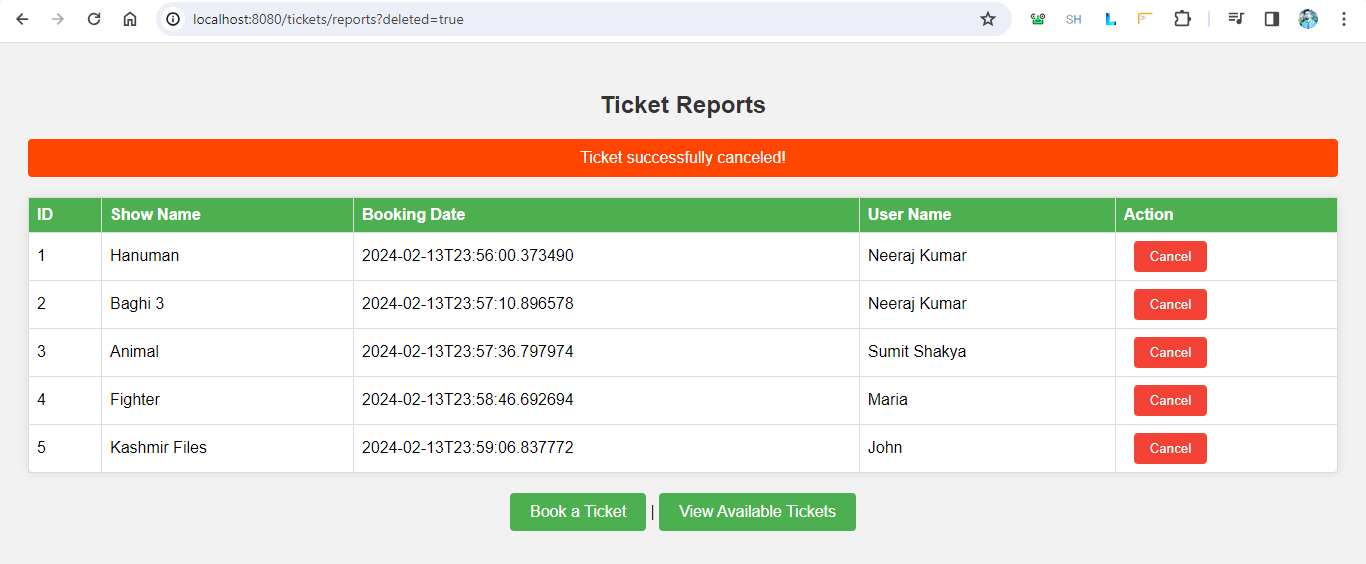 localhost:8080/tickets/reports?deleted=true
SH
Ticket Reports
Ticket successfully canceled!
ID Show Name Booking Date User Name Action
1 Hanuman 2024-02-13T23:56:00.373490 Neeraj Kumar Cancel
2 Baghi 3 2024-02-13T23:57:10.896578 Neeraj Kumar Cancel
3 Animal 2024-02-13T23:57:36.797974 Sumit Shakya Cancel
4 Fighter 2024-02-13T23:58:46.692694 Maria Cancel
5 Kashmir Files 2024-02-13T23:59:06.837772 John Cancel
Book a Ticket | View Available Tickets